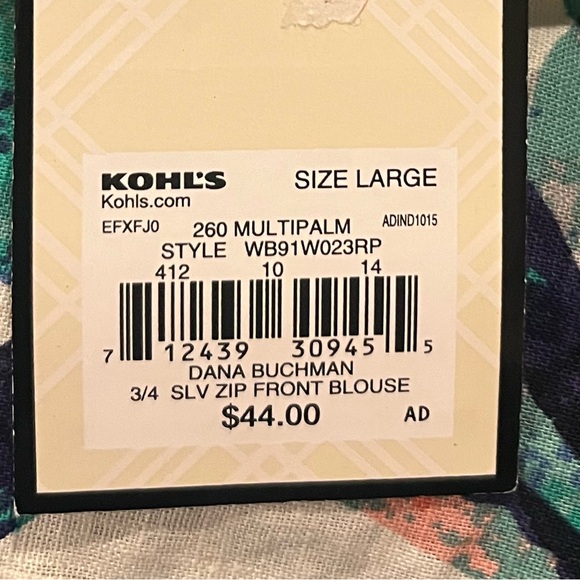 KOHL'S SIZE LARGE
Kohls.com
EFXFJ0 260 MULTIPALM ADIND1015
STYLE WB91W023RP
412 10 14
7 12439 30945 5
DANA BUCHMAN
3/4 SLV ZIP FRONT BLOUSE
$44.00 AD